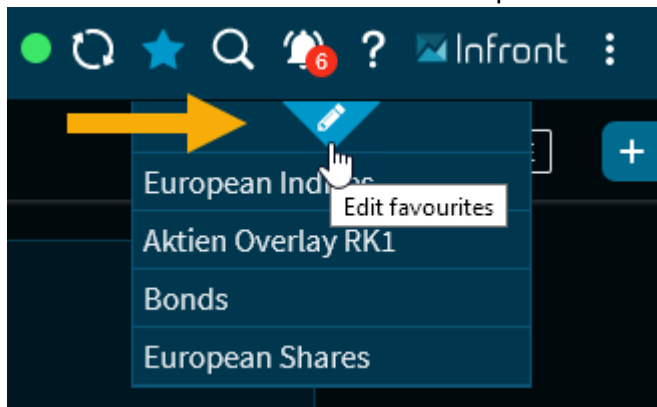 6 ? Infront
European Indices
Edit favourites
Aktien Overlay RK1
Bonds
European Shares